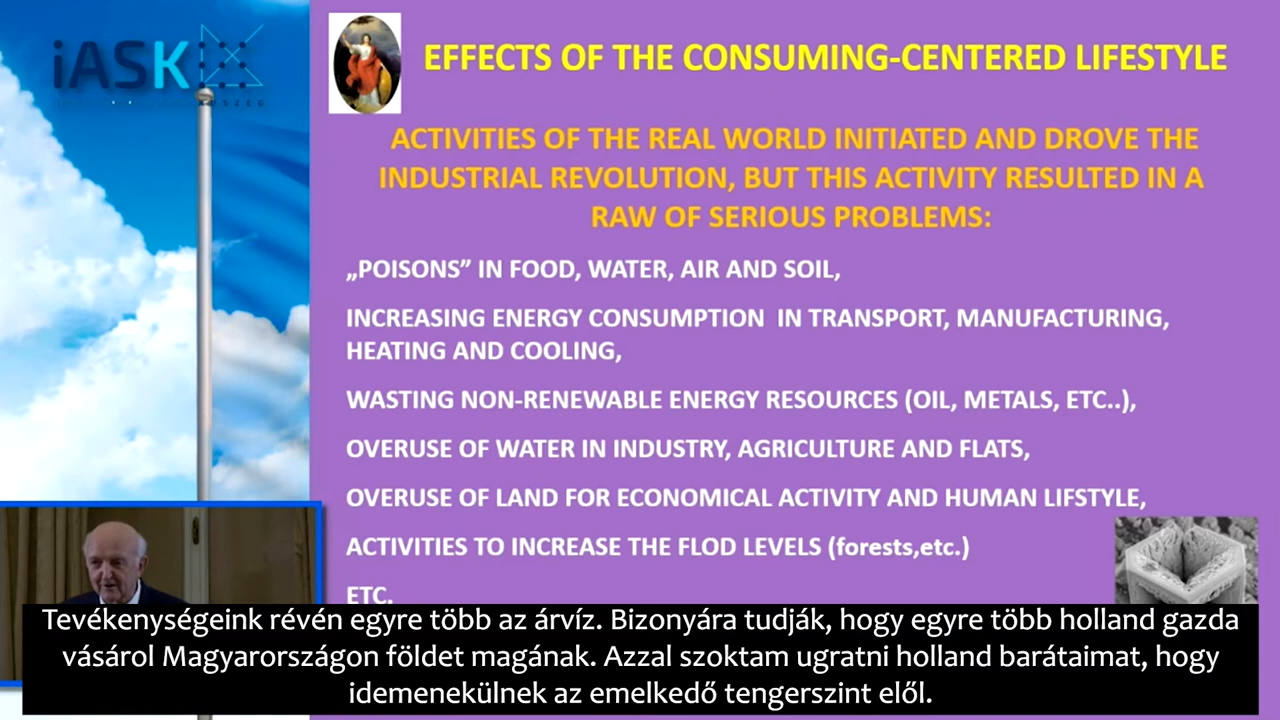 iASK
KŐSZEG
EFFECTS OF THE CONSUMING-CENTERED LIFESTYLE
ACTIVITIES OF THE REAL WORLD INITIATED AND DROVE THE
INDUSTRIAL REVOLUTION, BUT THIS ACTIVITY RESULTED IN A
RAW OF SERIOUS PROBLEMS:
„POISONS” IN FOOD, WATER, AIR AND SOIL,
INCREASING ENERGY CONSUMPTION IN TRANSPORT, MANUFACTURING,
HEATING AND COOLING,
WASTING NON-RENEWABLE ENERGY RESOURCES (OIL, METALS, ETC..),
OVERUSE OF WATER IN INDUSTRY, AGRICULTURE AND FLATS,
OVERUSE OF LAND FOR ECONOMICAL ACTIVITY AND HUMAN LIFSTYLE,
ACTIVITIES TO INCREASE THE FLOD LEVELS (forests,etc.)
ETC.
Tevékenységeink révén egyre több az árvíz. Bizonyára tudják, hogy egyre több holland gazda
vásárol Magyarországon földet magának. Azzal szoktam ugratni holland barátaimat, hogy
idemenekülnek az emelkedő tengerszint elől.